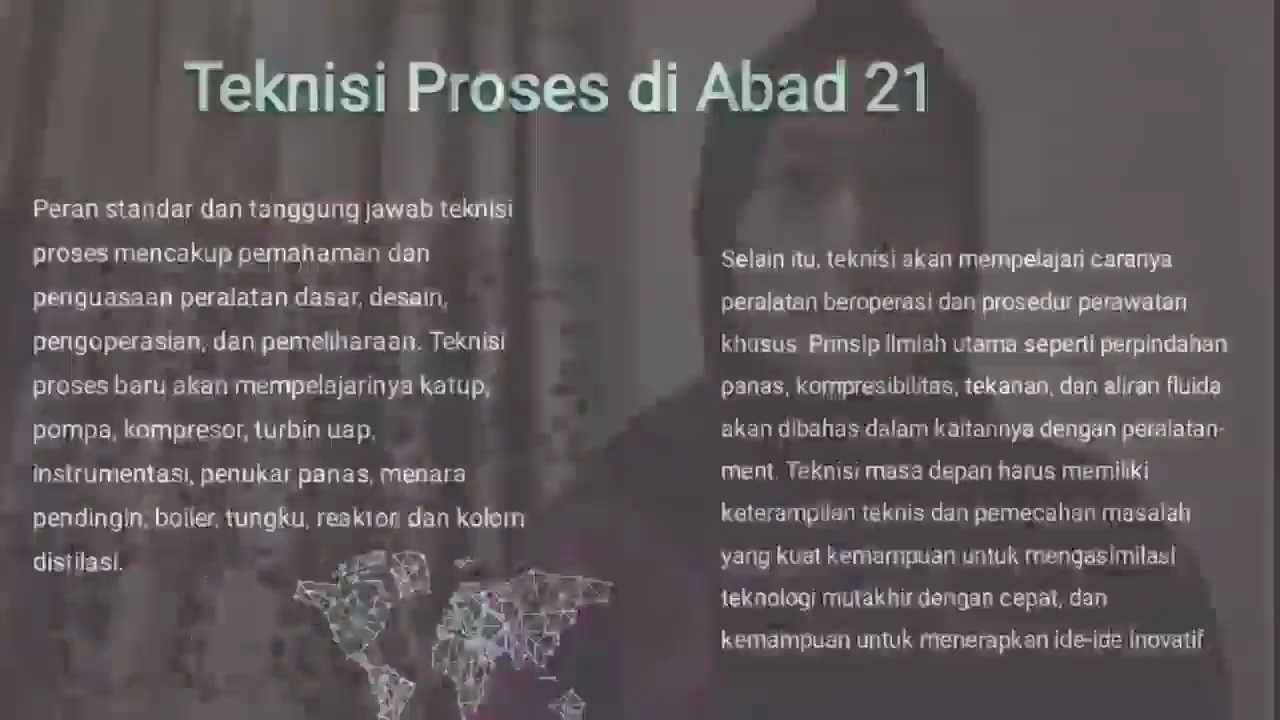 Teknisi Proses di Abad 21
Peran standar dan tanggung jawab teknisi
proses mencakup pemahaman dan
penguasaan peralatan dasar, desain,
pengoperasian, dan pemeliharaan. Teknisi
proses baru akan mempelajarinya katup,
pompa, kompresor, turbin uap,
instrumentasi, penukar panas, menara
pendingin, boiler, tungku, reaktor dan kolom
distilasi.
Selain itu, teknisi akan mempelajari caranya
peralatan beroperasi dan prosedur perawatan
khusus. Prinsip ilmiah utama seperti perpindahan
panas, kompresibilitas, tekanan, dan aliran fluida
akan dibahas dalam kaitannya dengan peralatan-
ment. Teknisi masa depan harus memiliki
keterampilan teknis dan pemecahan masalah
yang kuat kemampuan untuk mengasimilasi
teknologi mutakhir dengan cepat, dan
kemampuan untuk menerapkan ide-ide inovatif